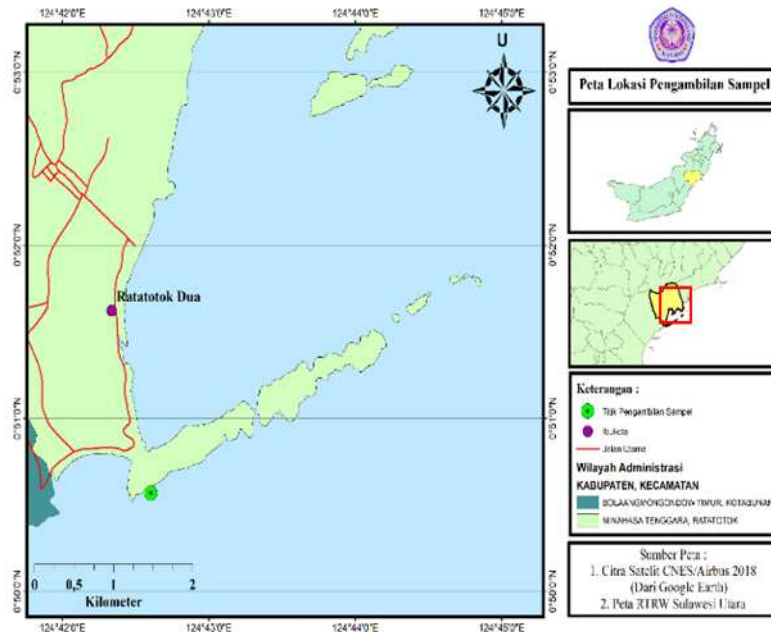 124°42'0"E 124°43'0"E 124°44'0"E 124°45'0"E
0°53'0"N 0°53'0"N
0°52'0"N 0°52'0"N
0°51'0"N 0°51'0"N
0°50'0"N 0°50'0"N
U
Ratatotok Dua
0 0,5 1 2
Kilometer
124°42'0"E 124°43'0"E 124°44'0"E 124°45'0"E
Peta Lokasi Pengambilan Sampel
Keterangan :
Titik Pengambilan Sampel
Ibukota
Jalan Utama
Wilayah Administrasi
KABUPATEN, KECAMATAN
BOLAANGMONGONDOW TIMUR, KOTABUNAN
MINAHASA TENGGARA, RATATOTOK
Sumber Peta :
1. Citra Satelit CNES/Airbus 2018
(Dari Google Earth)
2. Peta RTRW Sulawesi Utara